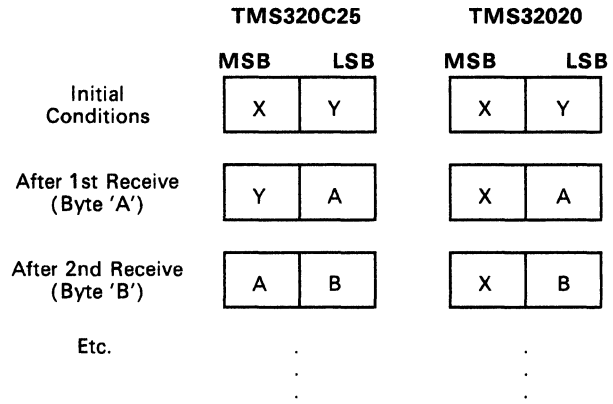 TMS320C25 TMS32020
MSB LSB MSB LSB
Initial
Conditions
X Y X Y
After 1st Receive
(Byte 'A')
Y A X A
After 2nd Receive
(Byte 'B')
A B X B
Etc.